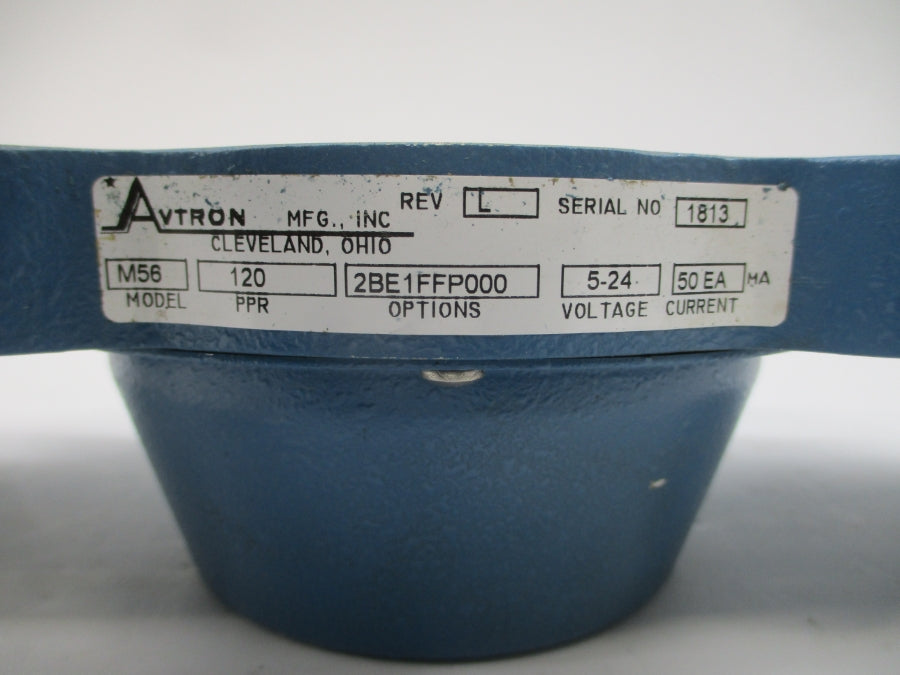 AVTRON MFG., INC REV L SERIAL NO 1813
CLEVELAND, OHIO
M56 120 2BE1FFP000 5-24 50 EA MA
MODEL PPR OPTIONS VOLTAGE CURRENT